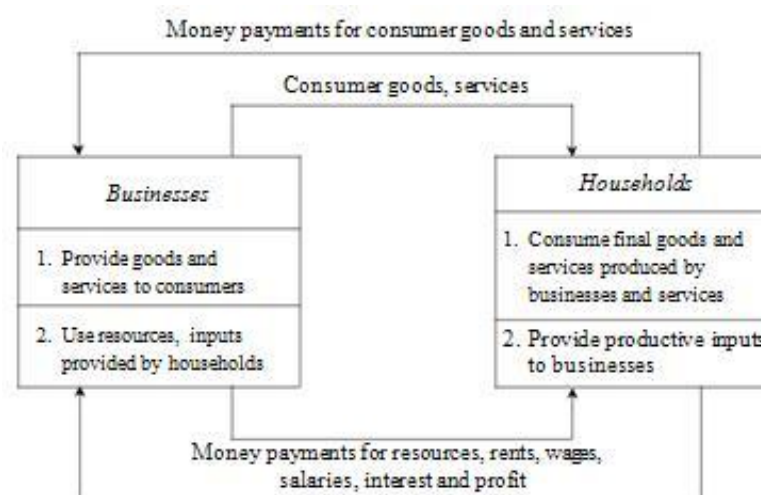 Money payments for consumer goods and services
Consumer goods, services
Businesses
1. Provide goods and
services to consumers
2. Use resources, inputs
provided by households
Households
1. Consume final goods and
services produced by
businesses and services
2. Provide productive inputs
to businesses
Money payments for resources, rents, wages,
salaries, interest and profit